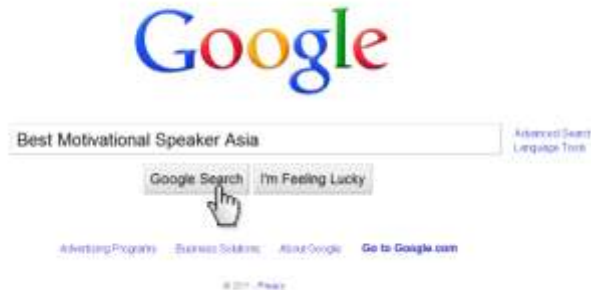 Google
Best Motivational Speaker Asia
Advanced Search
Language Tools
Google Search I'm Feeling Lucky
Advertising Programs Business Solutions About Google Go to Google.com
Privacy